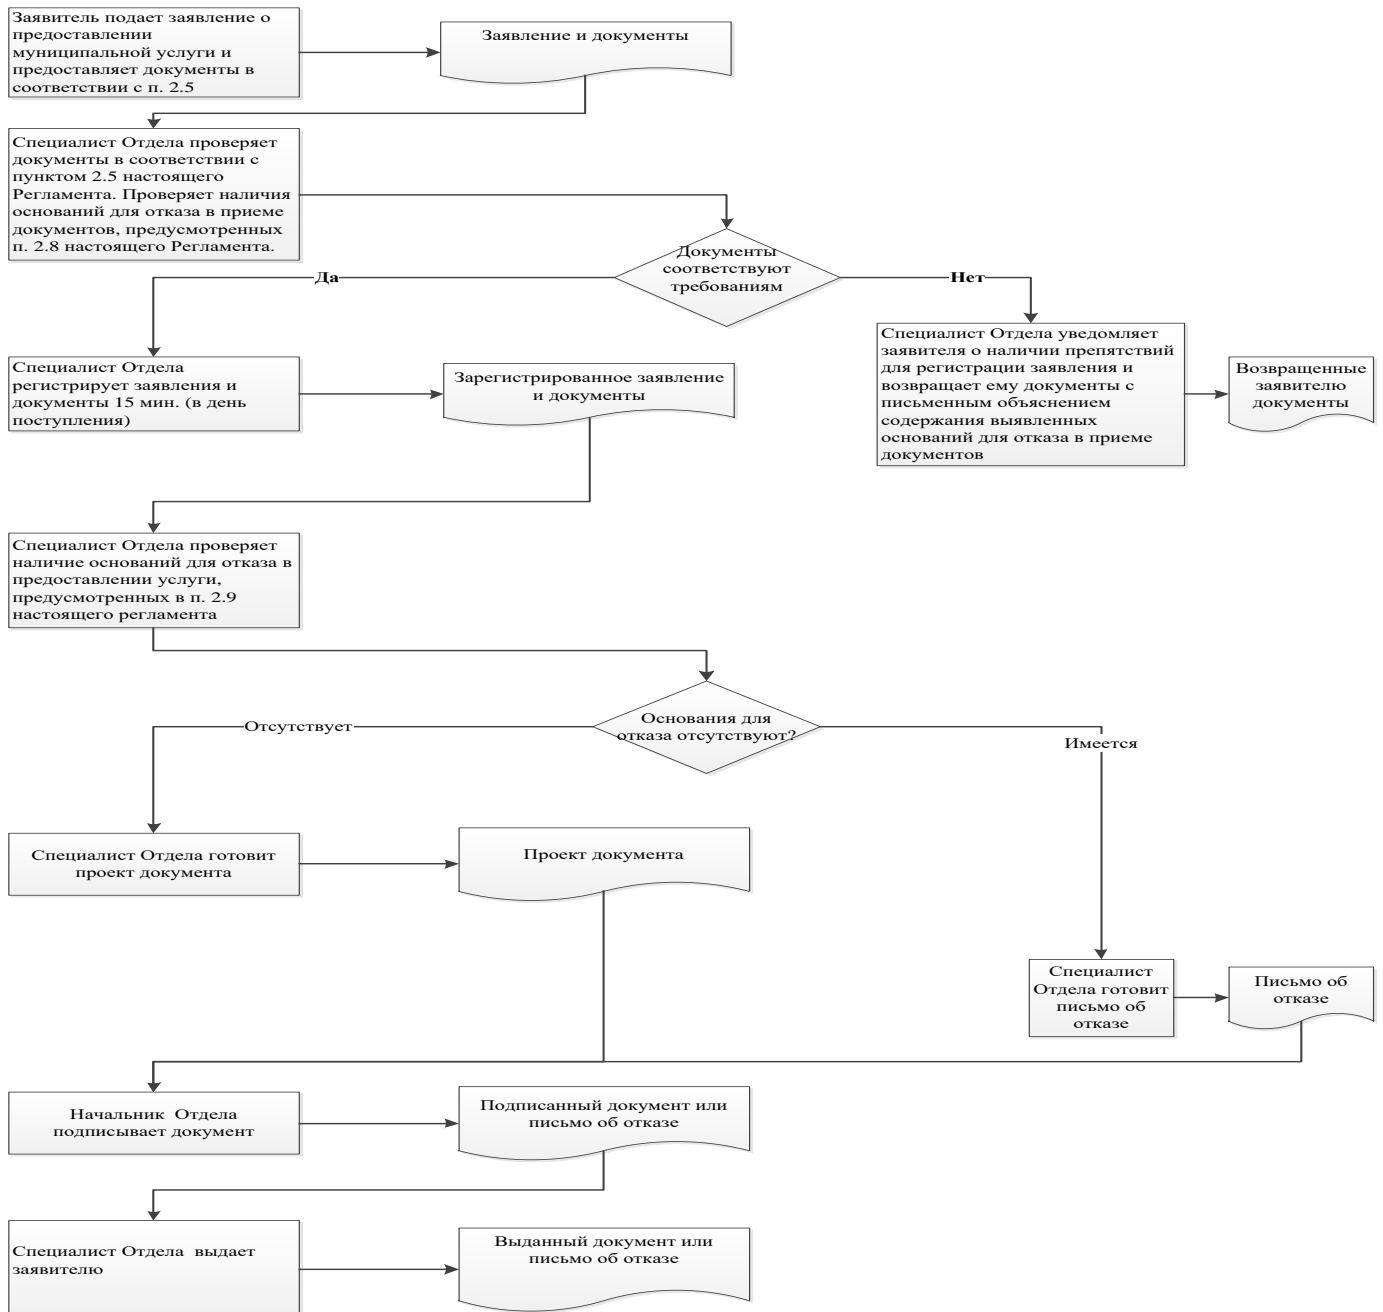 Заявитель подает заявление о
предоставлении
муниципальной услуги и
предоставляет документы в
соответствии с п. 2.5
Заявление и документы
Специалист Отдела проверяет
документы в соответствии с
пунктом 2.5 настоящего
Регламента. Проверяет наличия
оснований для отказа в приеме
документов, предусмотренных
п. 2.8 настоящего Регламента.
Документы
соответствуют
требованиям
Да
Нет
Специалист Отдела
регистрирует заявления и
документы 15 мин. (в день
поступления)
Зарегистрированное заявление
и документы
Специалист Отдела уведомляет
заявителя о наличии препятствий
для регистрации заявления и
возвращает ему документы с
письменным объяснением
содержания выявленных
оснований для отказа в приеме
документов
Возвращенные
заявителю
документы
Специалист Отдела проверяет
наличие оснований для отказа в
предоставлении услуги,
предусмотренных в п. 2.9
настоящего регламента
Основания для
отказа отсутствуют?
Отсутствует
Имеется
Специалист Отдела готовит
проект документа
Проект документа
Специалист
Отдела готовит
письмо об
отказе
Письмо об
отказе
Начальник  Отдела
подписывает документ
Подписанный документ или
письмо об отказе
Специалист Отдела  выдает
заявителю
Выданный документ или
письмо об отказе